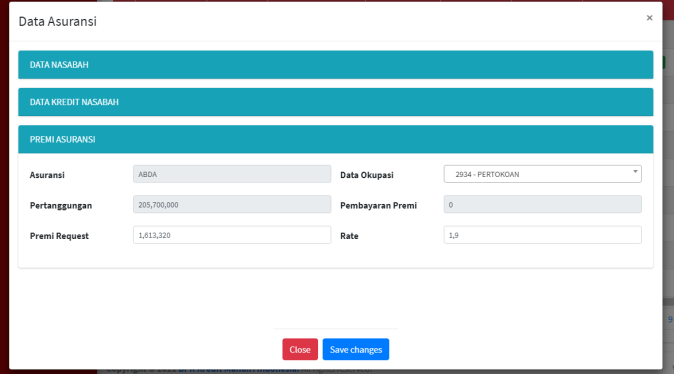 Data Asuransi
×
DATA NASABAH
DATA KREDIT NASABAH
PREMI ASURANSI
Asuransi ABDA Data Okupasi 2934 - PERTOKOAN
Pertanggungan 205,700,000 Pembayaran Premi 0
Premi Request 1,613,320 Rate 1,9
9
Close Save changes